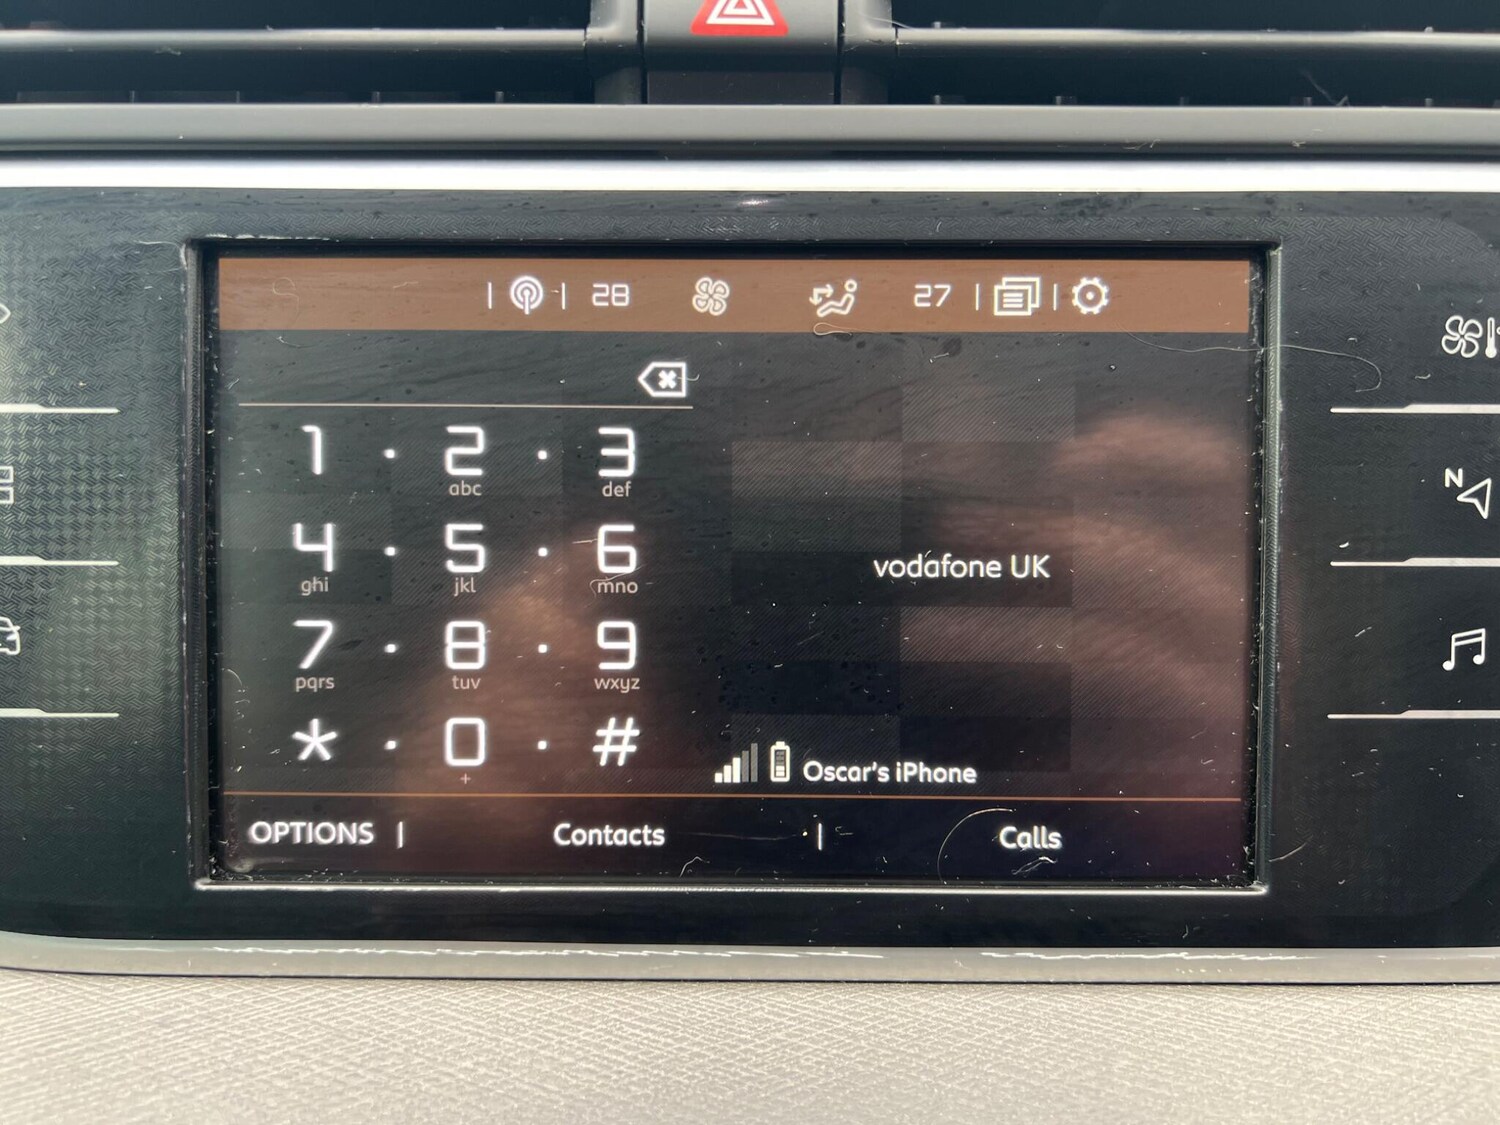 28 27
1 2 3
abc def
4 5 6
ghi jkl mno
7 8 9
pqrs tuv wxyz
* 0 #
+
vodafone UK
Oscar's iPhone
OPTIONS | Contacts | Calls
N